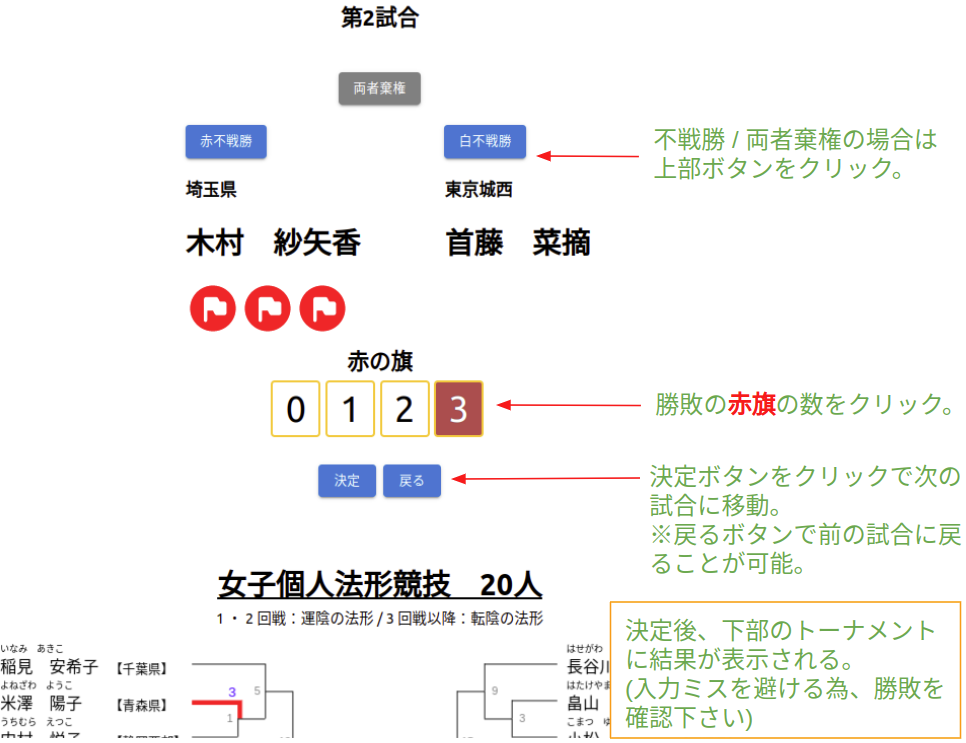 第2試合
両者棄権
赤不戦勝
白不戦勝
不戦勝 / 両者棄権の場合は
上部ボタンをクリック。
埼玉県
東京城西
木村　紗矢香
首藤　菜摘
赤の旗
0 1 2 3
勝敗の赤旗の数をクリック。
決定
戻る
決定ボタンをクリックで次の
試合に移動。
※戻るボタンで前の試合に戻
ることが可能。
女子個人法形競技　20人
1・2回戦：運陰の法形 / 3回戦以降：転陰の法形
決定後、下部のトーナメント
に結果が表示される。
(入力ミスを避ける為、勝敗を
確認下さい)
いなみ　あきこ
稲見　安希子　【千葉県】
よねざわ　ようこ
米澤　陽子　【青森県】
うちむら　えつこ
3
5
1
はせがわ
長谷川
はたけやま
畠山
こまつ　ゆ
9
3